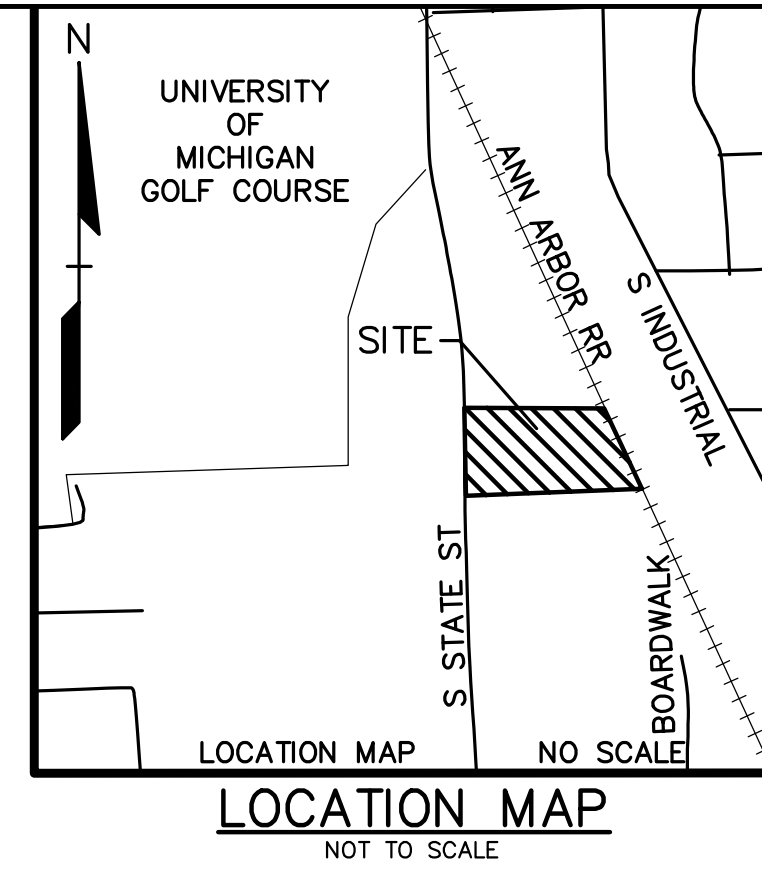 N
UNIVERSITY
OF
MICHIGAN
GOLF COURSE
ANN ARBOR RR
S INDUSTRIAL
SITE
S STATE ST
BOARDWALK
LOCATION MAP
NO SCALE
LOCATION MAP
NOT TO SCALE